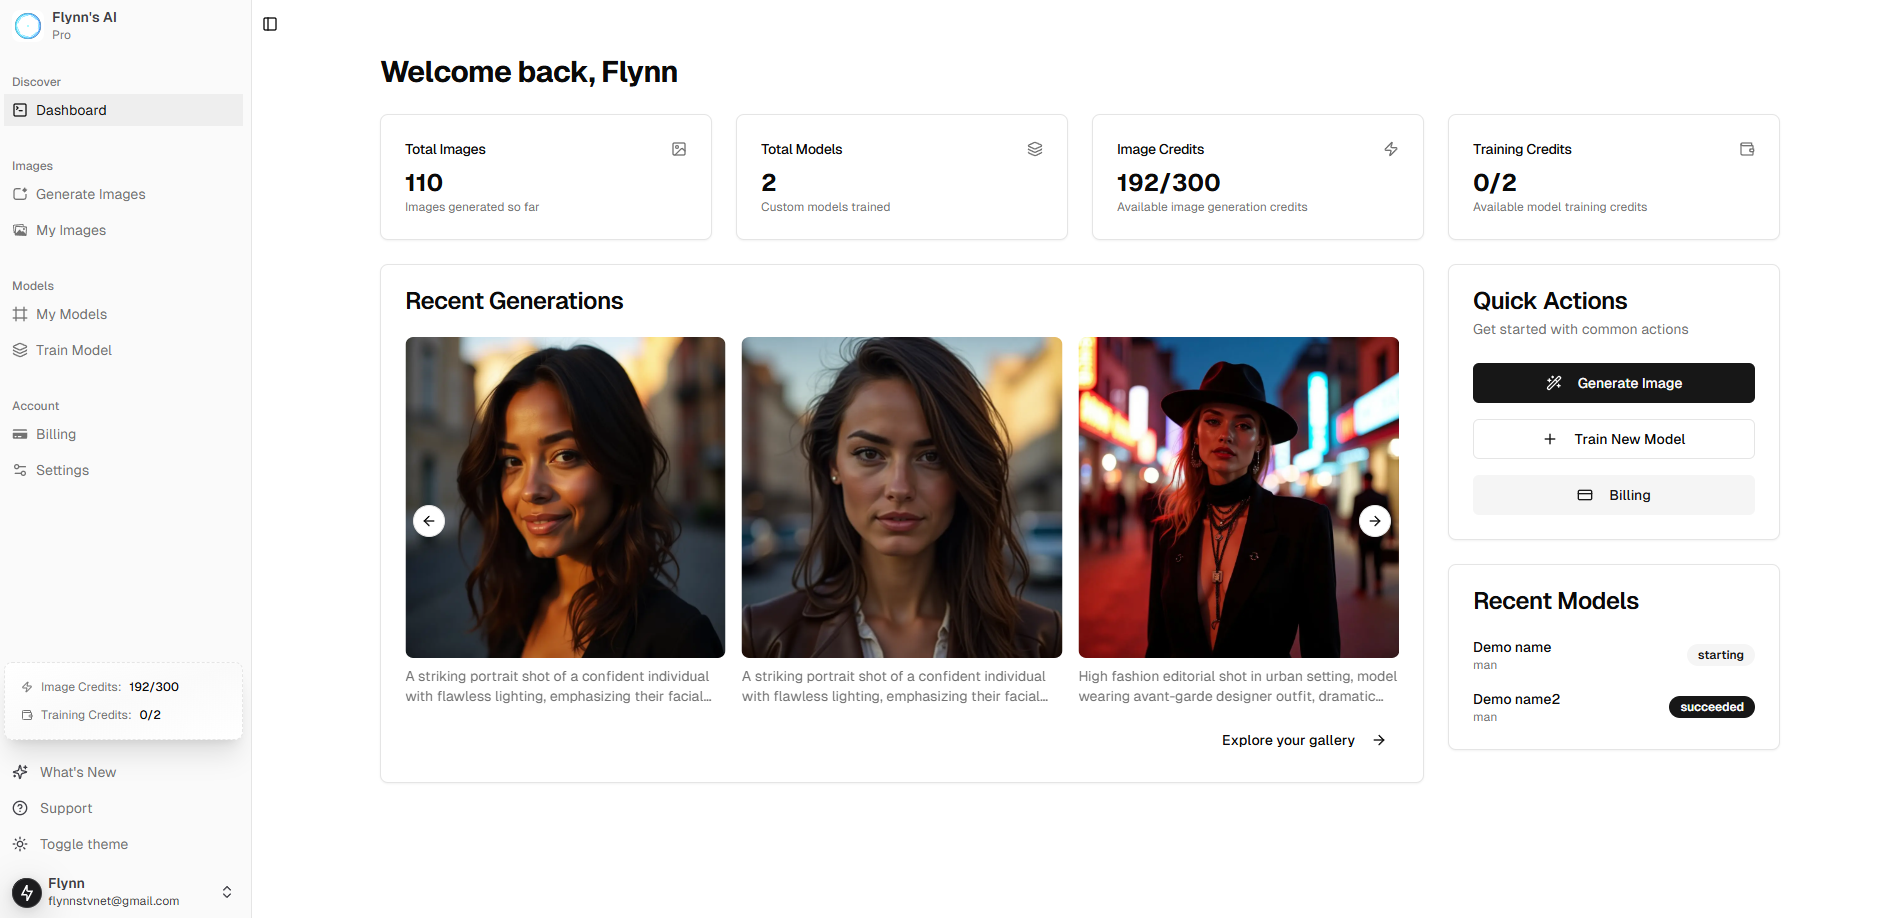 Flynn's AI
Pro
Discover
Dashboard
Images
Generate Images
My Images
Models
My Models
Train Model
Account
Billing
Settings
Image Credits: 192/300
Training Credits: 0/2
What's New
Support
Toggle theme
Flynn
flynnstvnet@gmail.com
Welcome back, Flynn
Total Images
110
Images generated so far
Total Models
2
Custom models trained
Image Credits
192/300
Available image generation credits
Training Credits
0/2
Available model training credits
Recent Generations
A striking portrait shot of a confident individual
with flawless lighting, emphasizing their facial...
A striking portrait shot of a confident individual
with flawless lighting, emphasizing their facial...
High fashion editorial shot in urban setting, model
wearing avant-garde designer outfit, dramatic...
Explore your gallery
Quick Actions
Get started with common actions
Generate Image
Train New Model
Billing
Recent Models
Demo name
man
starting
Demo name2
man
succeeded